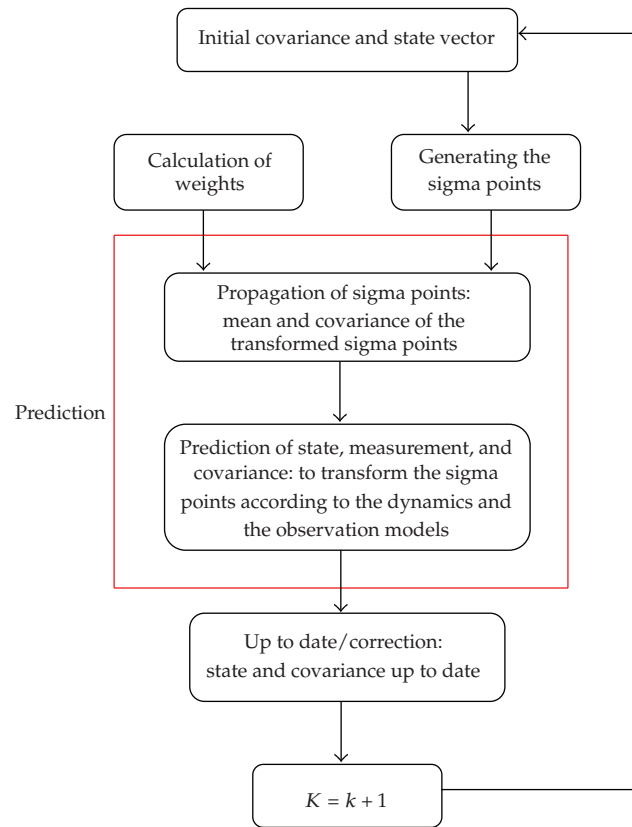 Initial covariance and state vector
Calculation of
weights
Generating the
sigma points
Propagation of sigma points:
mean and covariance of the
transformed sigma points
Prediction
Prediction of state, measurement, and
covariance: to transform the sigma
points according to the dynamics and
the observation models
Up to date/correction:
state and covariance up to date
K = k + 1